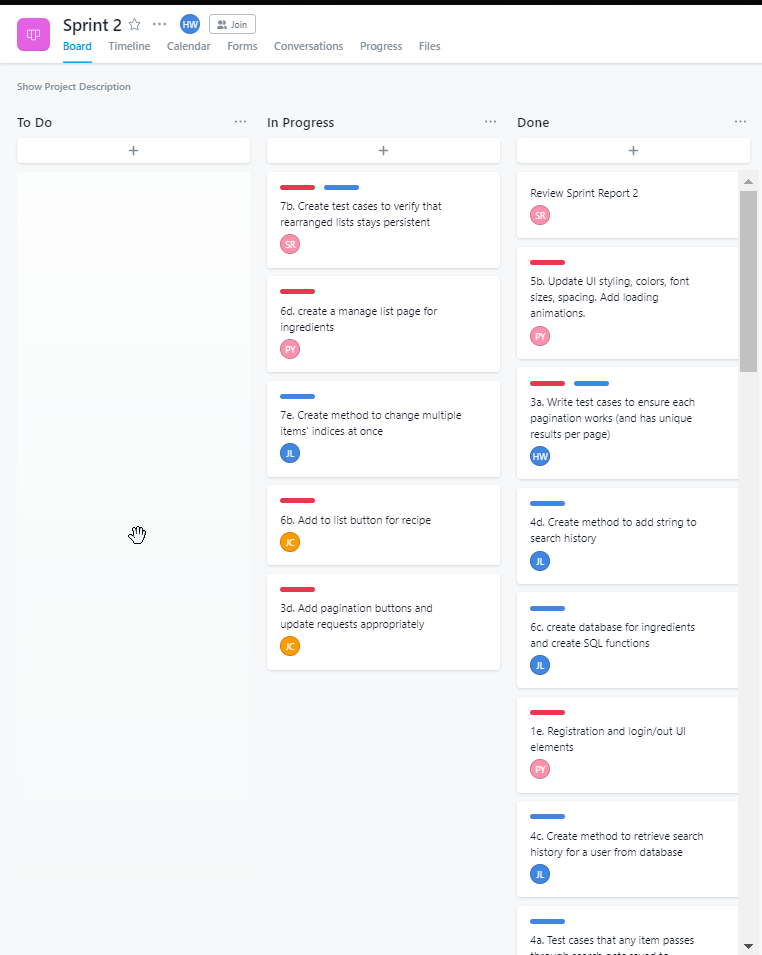 Sprint 2
HW
Join
Board Timeline Calendar Forms Conversations Progress Files
Show Project Description
To Do
In Progress
7b. Create test cases to verify that
rearranged lists stays persistent
SR
6d. create a manage list page for
ingredients
PY
7e. Create method to change multiple
items' indices at once
JL
6b. Add to list button for recipe
JC
3d. Add pagination buttons and
update requests appropriately
JC
Done
Review Sprint Report 2
SR
5b. Update UI styling, colors, font
sizes, spacing. Add loading
animations.
PY
3a. Write test cases to ensure each
pagination works (and has unique
results per page)
HW
4d. Create method to add string to
search history
JL
6c. create database for ingredients
and create SQL functions
JL
1e. Registration and login/out UI
elements
PY
4c. Create method to retrieve search
history for a user from database
JL
4a. Test cases that any item passes
through search gets saved to